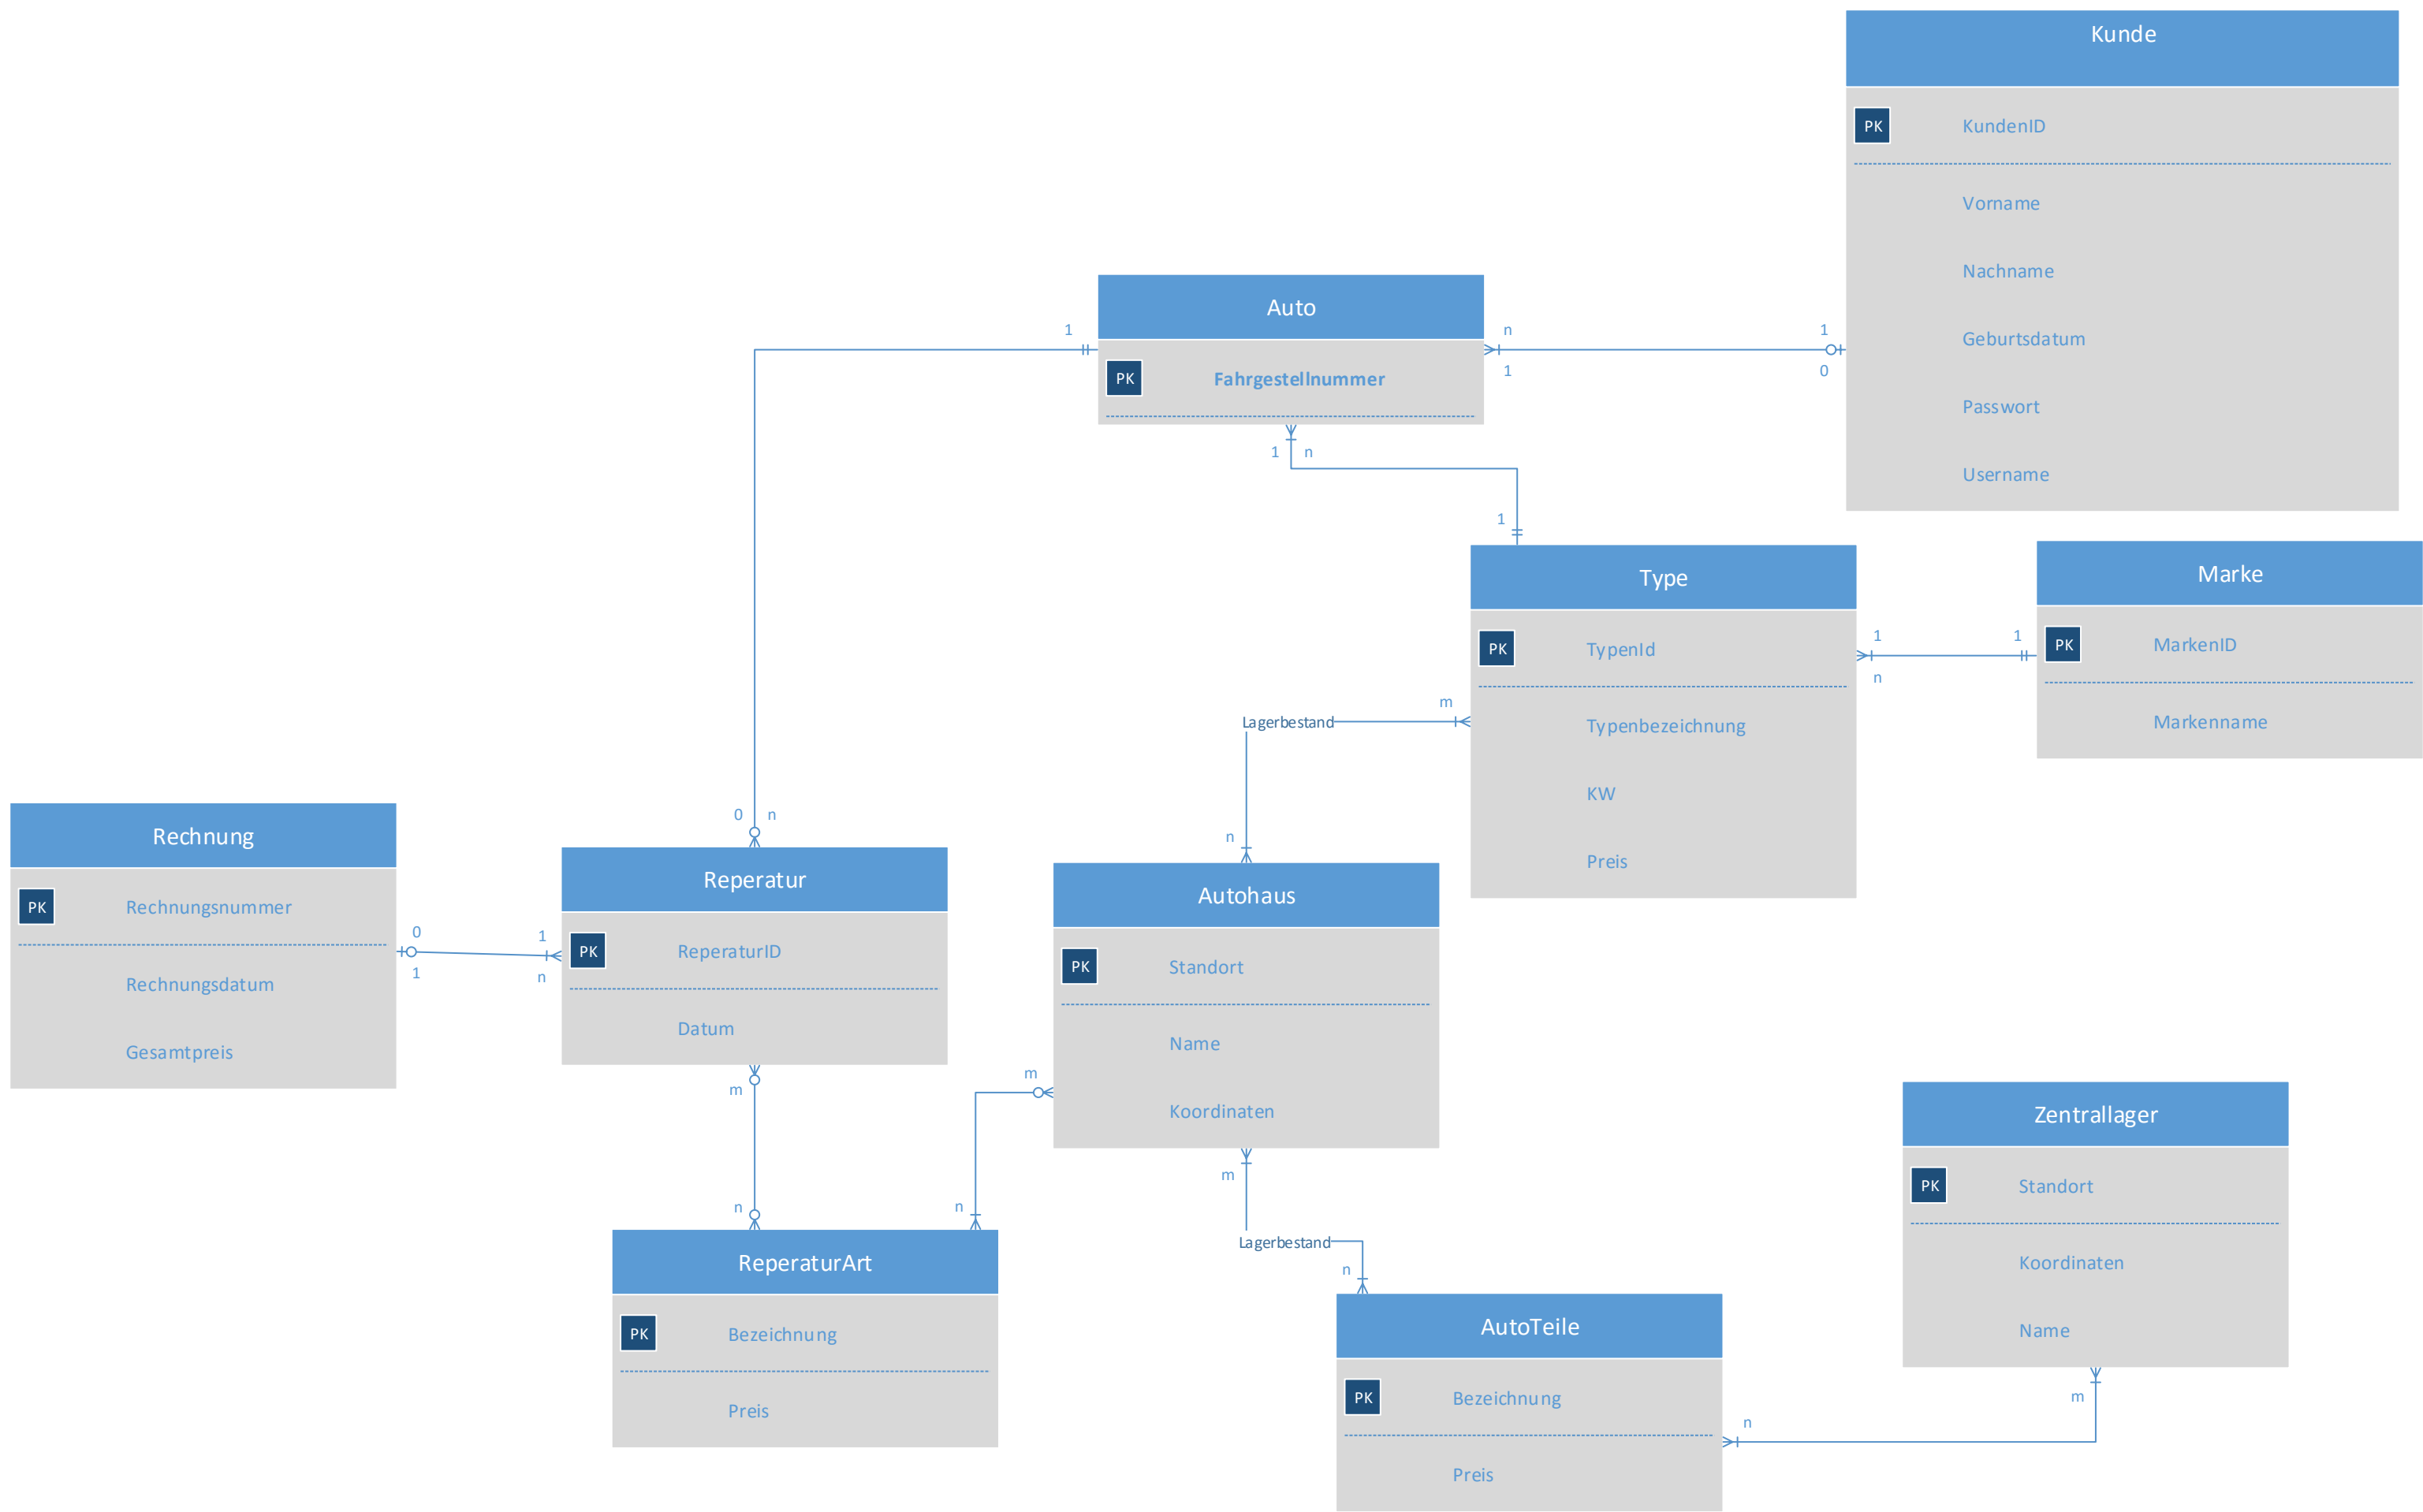 Kunde
PK KundenID
Vorname
Nachname
Geburtsdatum
Passwort
Username
Auto
PK Fahrgestellnummer
1
n
1
1
0
1 n
1
Type
PK TypenId
Typenbezeichnung
KW
Preis
Marke
PK MarkenID
Markenname
1
n
1
m
Lagerbestand
n
0 n
Rechnung
PK Rechnungsnummer
Rechnungsdatum
Gesamtpreis
0
1
1
n
Reperatur
PK ReperaturID
Datum
Autohaus
PK Standort
Name
Koordinaten
m
m
n
n
m
Lagerbestand
n
ReperaturArt
PK Bezeichnung
Preis
AutoTeile
PK Bezeichnung
Preis
Zentrallager
PK Standort
Koordinaten
Name
m
n